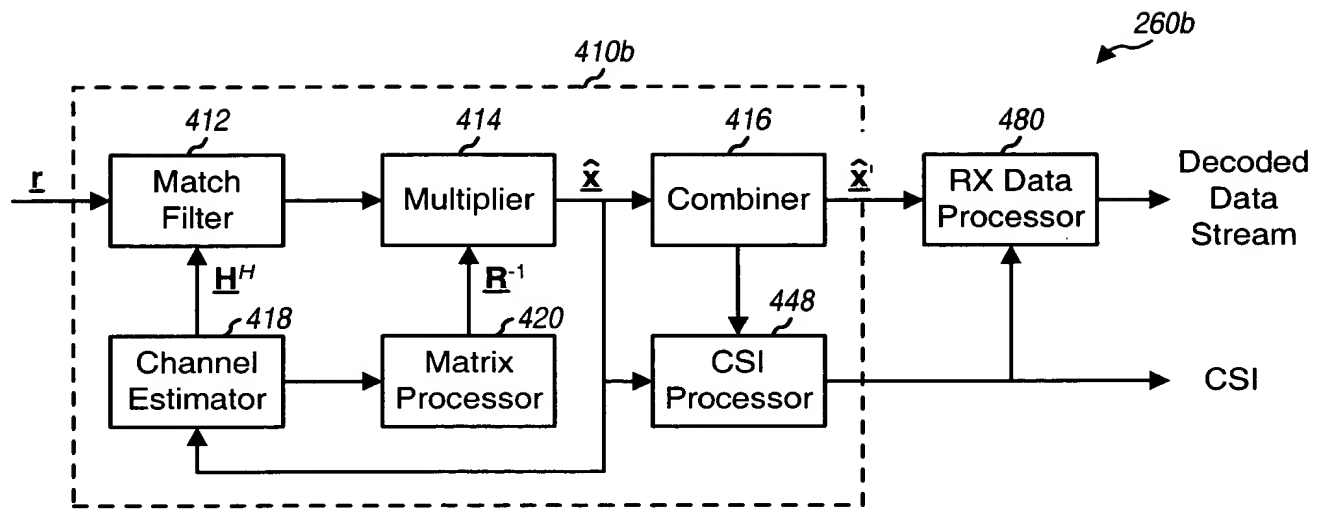 260b
410b
412
414
416
480
r
Match
Filter
Multiplier
x̂
Combiner
x̂'
RX Data
Processor
Decoded
Data
Stream
H^H
R^-1
418
420
448
Channel
Estimator
Matrix
Processor
CSI
Processor
CSI